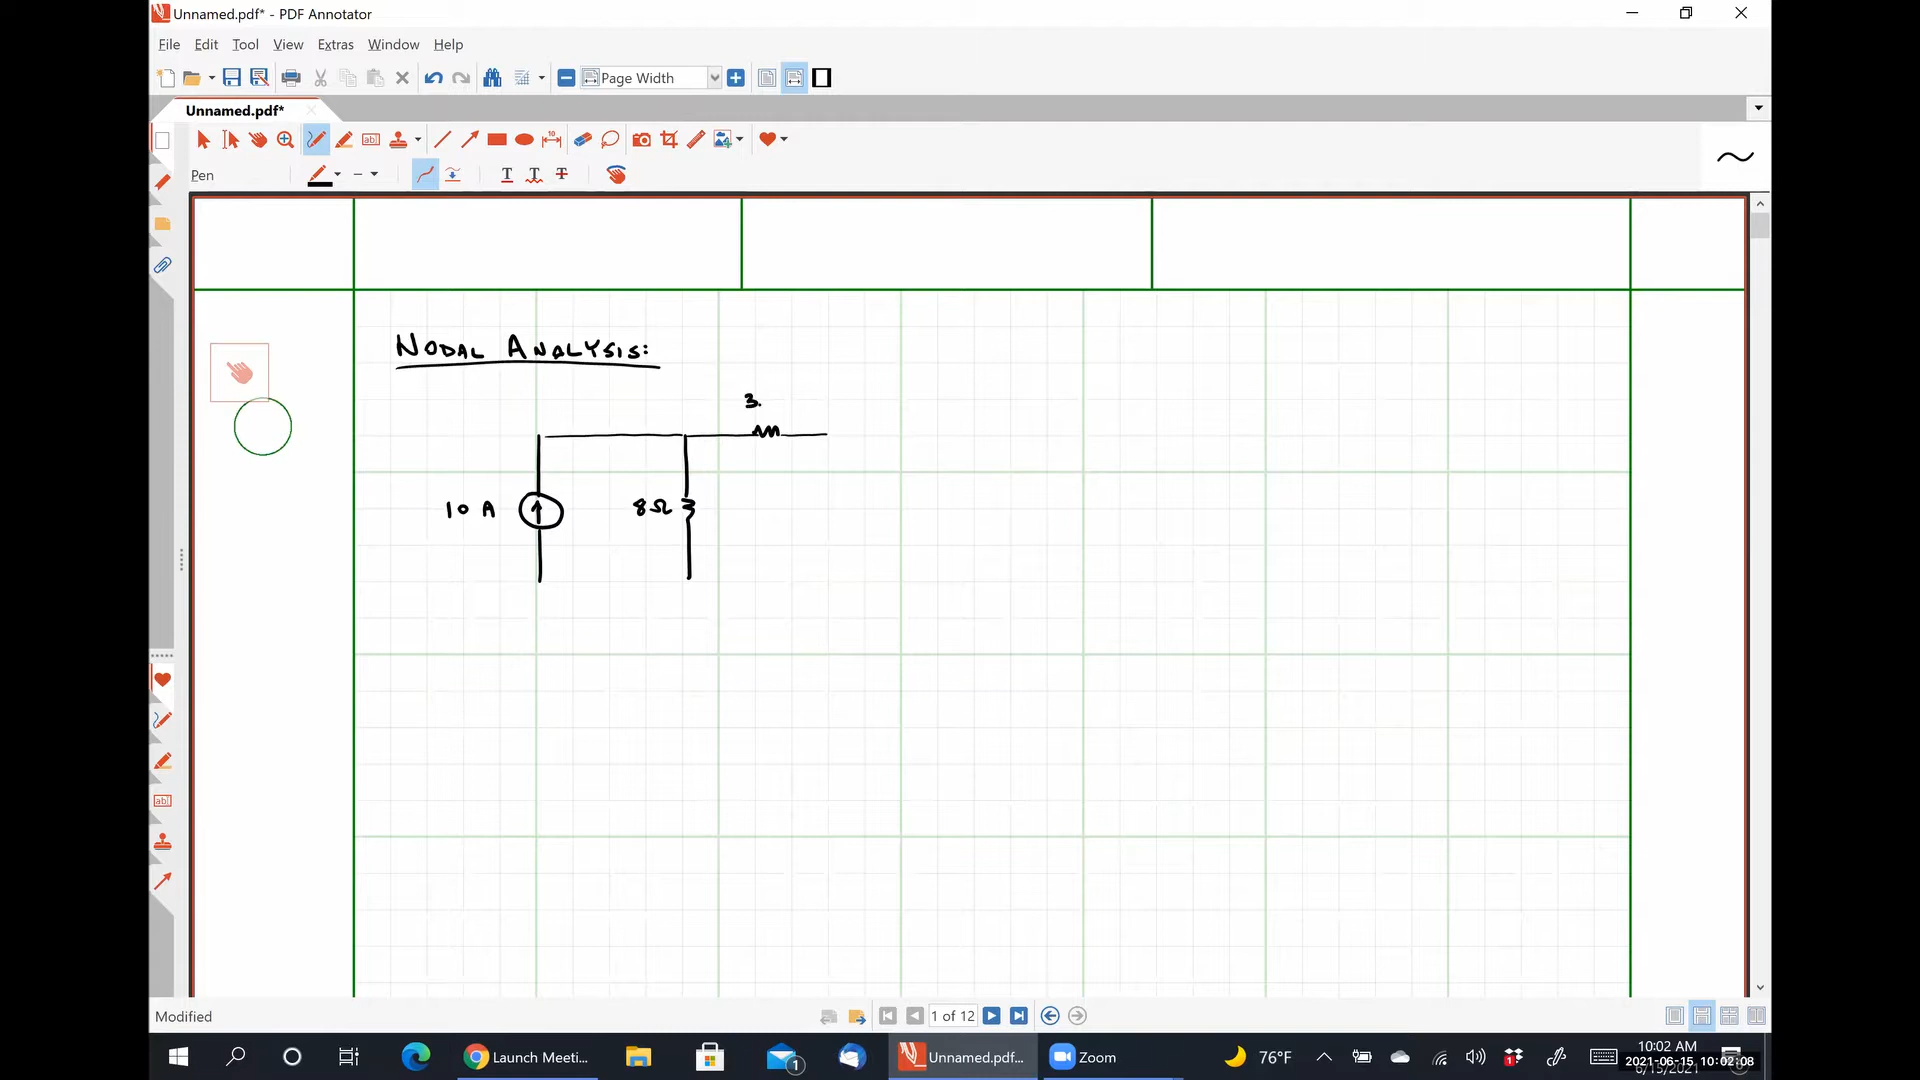 Unnamed.pdf* - PDF Annotator
File Edit Tool View Extras Window Help
Page Width
Unnamed.pdf*
Pen
NODAL ANALYSIS:
3.
10 A
8Ω
Modified
1 of 12
Launch Meeti...
1
Unnamed.pdf...
Zoom
76°F
1
10:02 AM
2021-06-15, 10:02:08